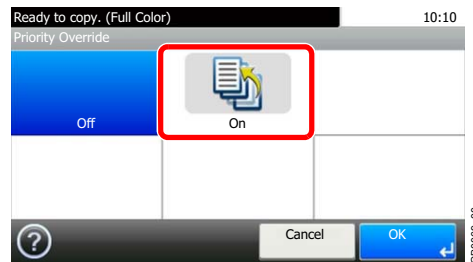 Ready to copy. (Full Color) 10:10
Priority Override
Off On
?
Cancel OK